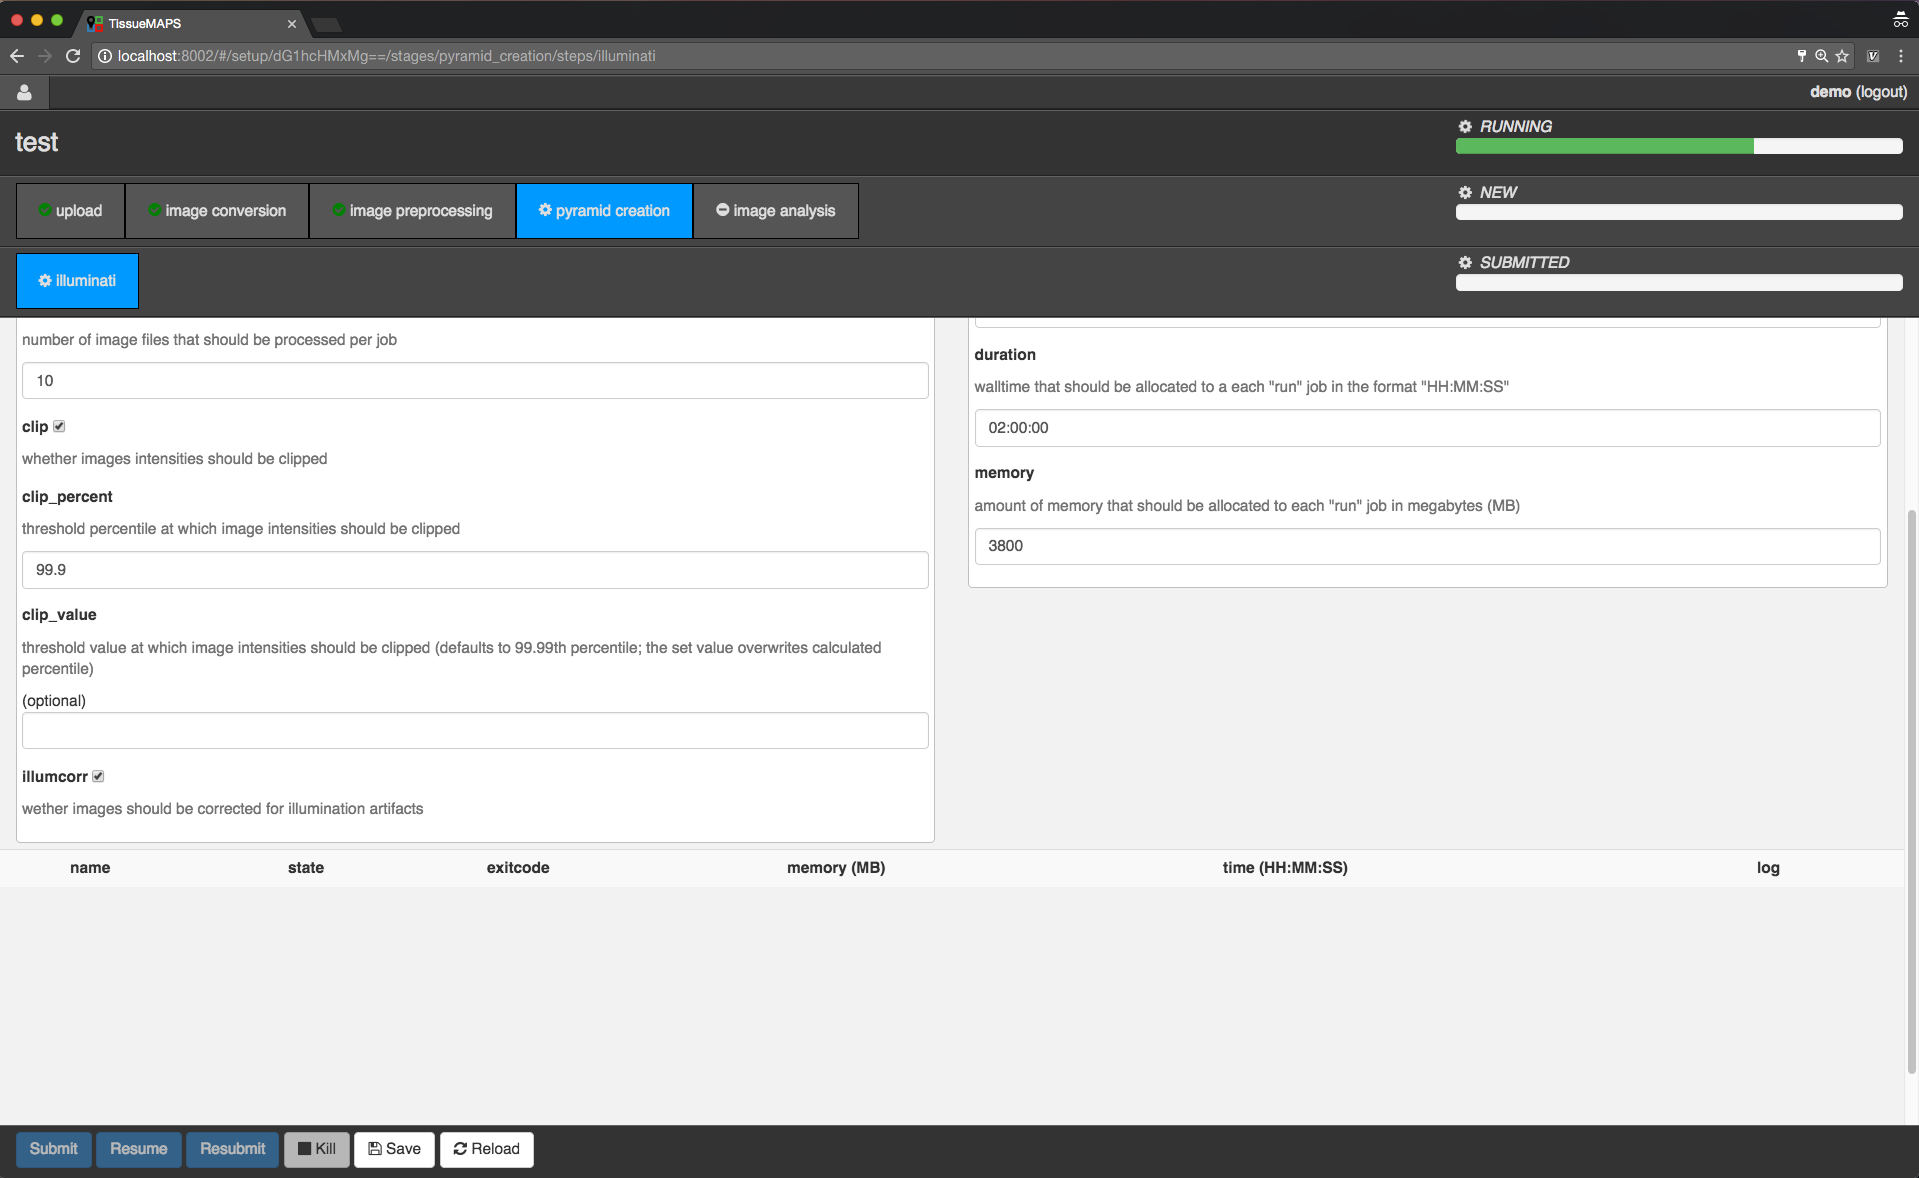 TissueMAPS
localhost:8002/#/setup/dG1hcHMxMg==/stages/pyramid_creation/steps/illuminati
demo (logout)
test
RUNNING
upload
image conversion
image preprocessing
pyramid creation
image analysis
NEW
illuminati
SUBMITTED
number of image files that should be processed per job
10
clip
whether images intensities should be clipped
clip_percent
threshold percentile at which image intensities should be clipped
99.9
clip_value
threshold value at which image intensities should be clipped (defaults to 99.99th percentile; the set value overwrites calculated
percentile)
(optional)
illumcorr
wether images should be corrected for illumination artifacts
duration
walltime that should be allocated to a each "run" job in the format "HH:MM:SS"
02:00:00
memory
amount of memory that should be allocated to each "run" job in megabytes (MB)
3800
name state exitcode memory (MB) time (HH:MM:SS) log
Submit Resume Resubmit Kill Save Reload